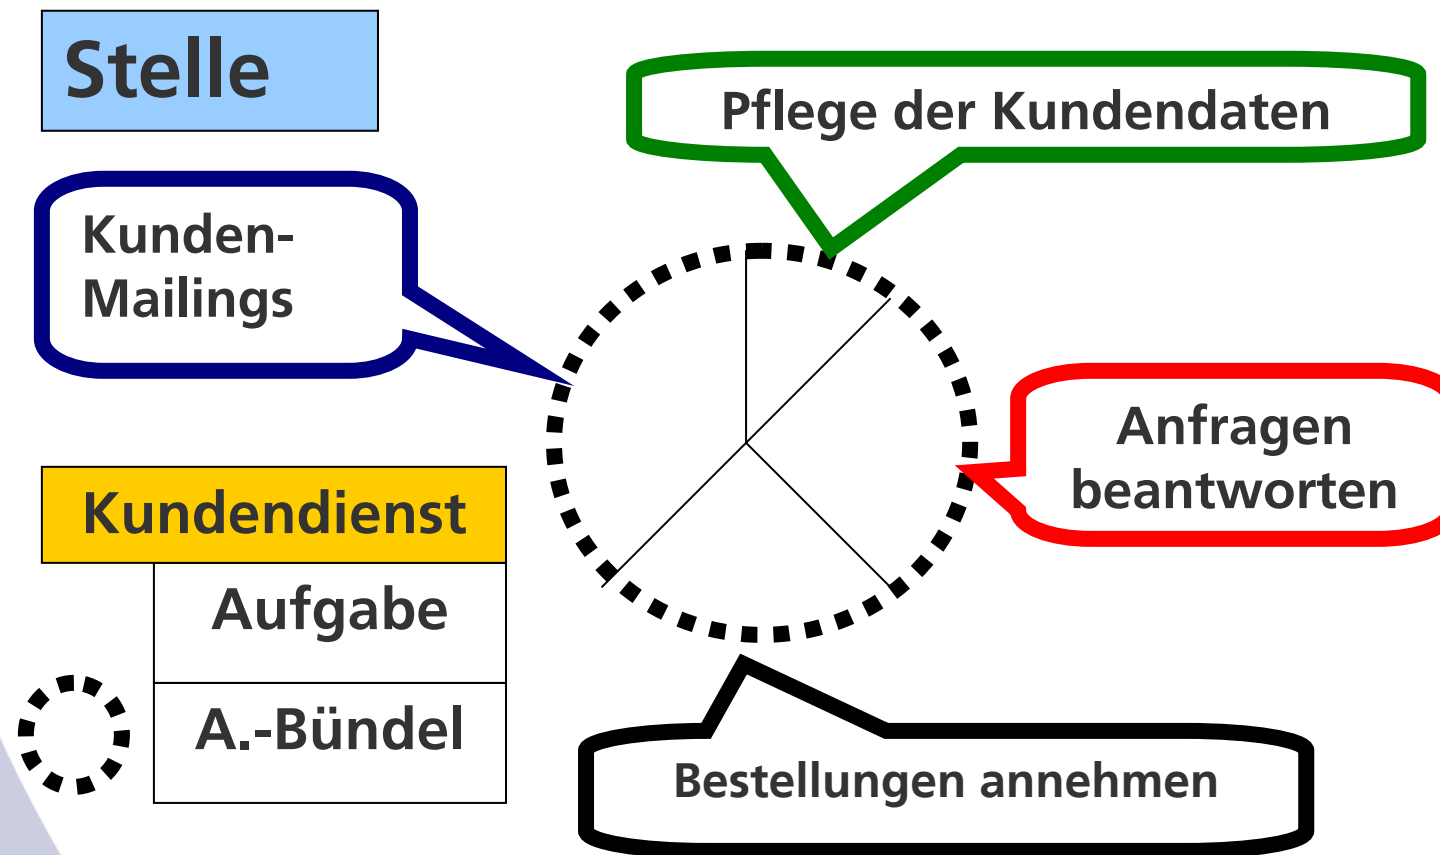 Stelle
Pflege der Kundendaten
Kunden-
Mailings
Anfragen
beantworten
Kundendienst
Aufgabe
A.-Bündel
Bestellungen annehmen